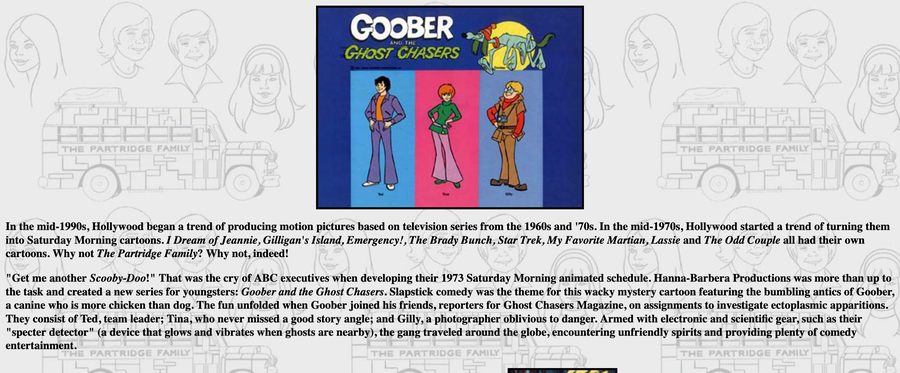 GOOBER
AND THE
GHOST CHASERS
Ted
Tina
Gilly
THE PARTRIDGE FAMILY
THE PARTRIDGE FAMILY
THE PARTRIDGE FAMILY
In the mid-1990s, Hollywood began a trend of producing motion pictures based on television series from the 1960s and '70s. In the mid-1970s, Hollywood started a trend of turning them
into Saturday Morning cartoons. I Dream of Jeannie, Gilligan's Island, Emergency!, The Brady Bunch, Star Trek, My Favorite Martian, Lassie and The Odd Couple all had their own
cartoons. Why not The Partridge Family? Why not, indeed!
"Get me another Scooby-Doo!" That was the cry of ABC executives when developing their 1973 Saturday Morning animated schedule. Hanna-Barbera Productions was more than up to
the task and created a new series for youngsters: Goober and the Ghost Chasers. Slapstick comedy was the theme for this wacky mystery cartoon featuring the bumbling antics of Goober,
a canine who is more chicken than dog. The fun unfolded when Goober joined his friends, reporters for Ghost Chasers Magazine, on assignments to investigate ectoplasmic apparitions.
They consist of Ted, team leader; Tina, who never missed a good story angle; and Gilly, a photographer oblivious to danger. Armed with electronic and scientific gear, such as their
"specter detector" (a device that glows and vibrates when ghosts are nearby), the gang traveled around the globe, encountering unfriendly spirits and providing plenty of comedy
entertainment.